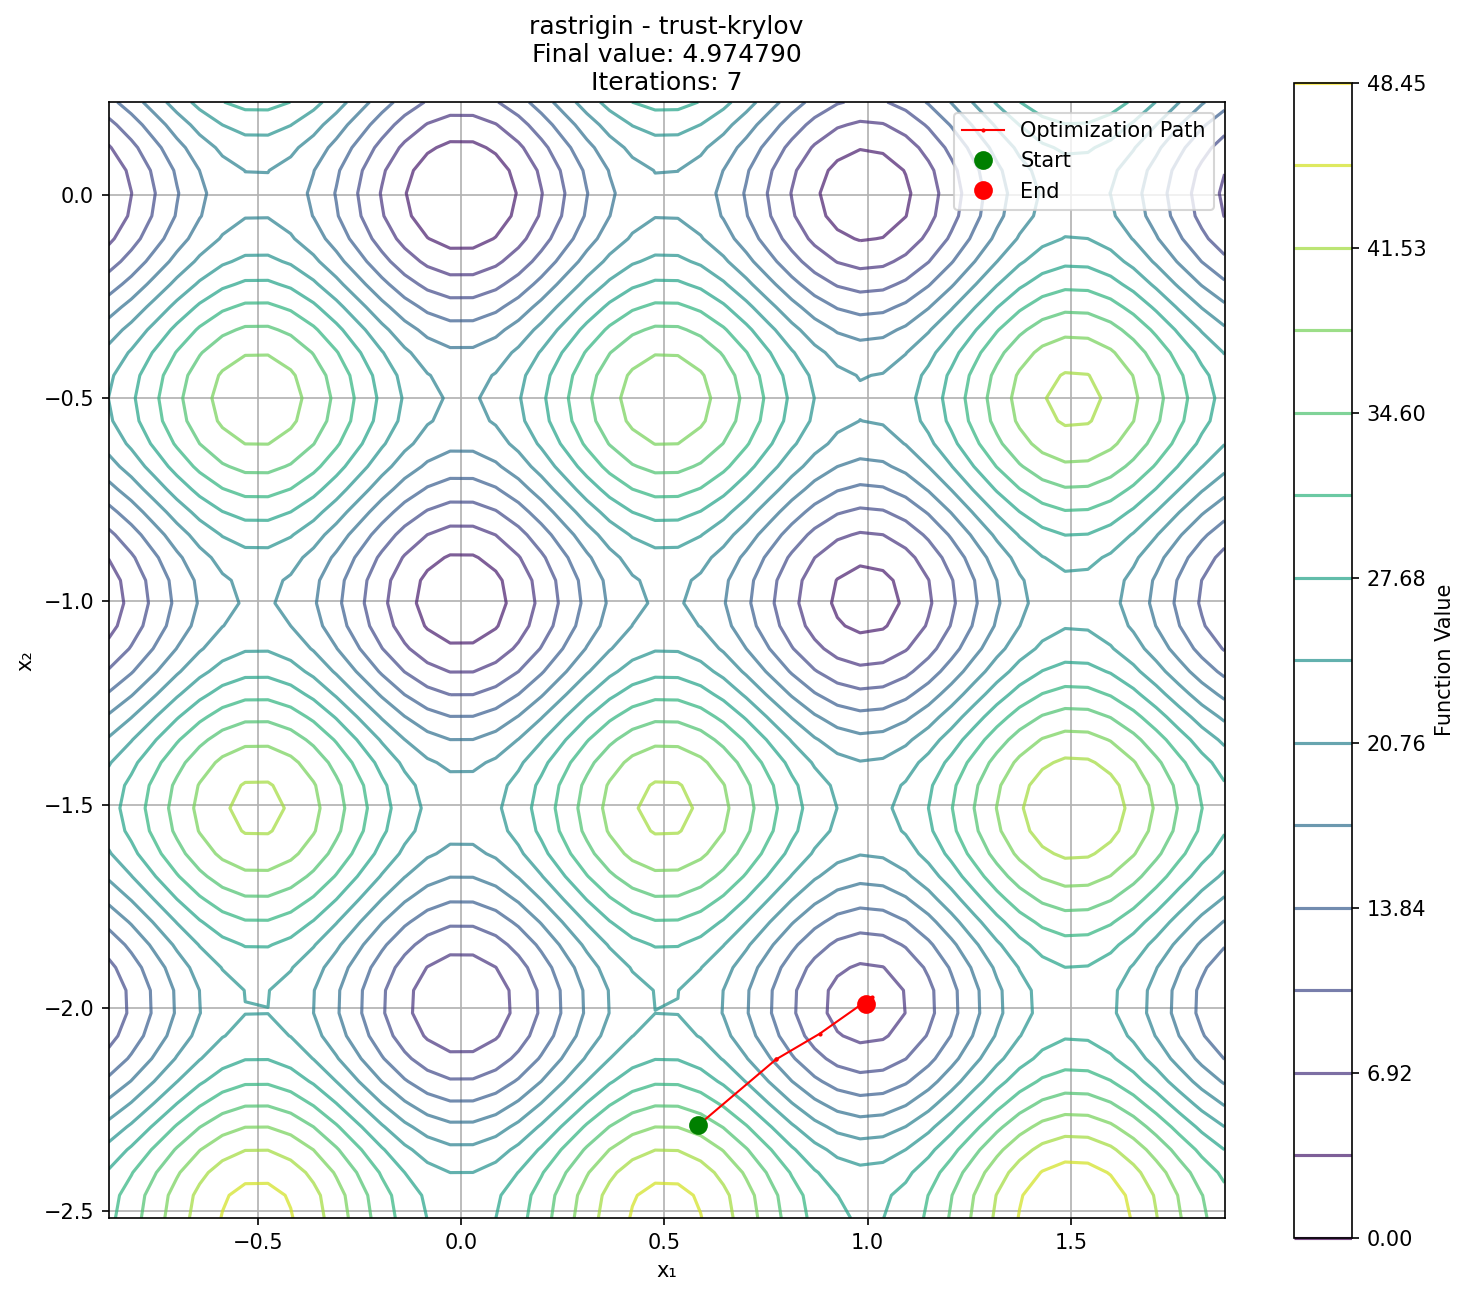 rastrigin - trust-krylov
Final value: 4.974790
Iterations: 7
Optimization Path
Start
End
0.0
−0.5
−1.0
−1.5
−2.0
−2.5
x₂
−0.5
0.0
0.5
1.0
1.5
x₁
48.45
41.53
34.60
27.68
20.76
13.84
6.92
0.00
Function Value